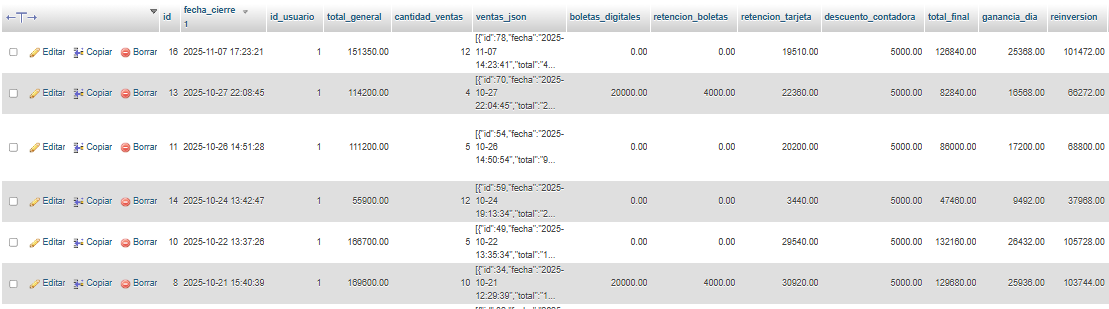 ←T→ id fecha_cierre 1 id_usuario total_general cantidad_ventas ventas_json boletas_digitales retencion_boletas retencion_tarjeta descuento_contadora total_final ganancia_dia reinversion
Editar Copiar Borrar 16 2025-11-07 17:23:21 1 151350.00 12 [{"id":78,"fecha":"2025-
11-07
14:23:41","total":"4... 0.00 0.00 19510.00 5000.00 126840.00 25368.00 101472.00
Editar Copiar Borrar 13 2025-10-27 22:08:45 1 114200.00 4 [{"id":70,"fecha":"2025-
10-27
22:04:45","total":"2... 20000.00 4000.00 22360.00 5000.00 82840.00 16568.00 66272.00
Editar Copiar Borrar 11 2025-10-26 14:51:28 1 111200.00 5 [{"id":54,"fecha":"2025-
10-26
14:50:54","total":"9... 0.00 0.00 20200.00 5000.00 86000.00 17200.00 68800.00
Editar Copiar Borrar 14 2025-10-24 13:42:47 1 55900.00 12 [{"id":59,"fecha":"2025-
10-24
19:13:34","total":"2... 0.00 0.00 3440.00 5000.00 47460.00 9492.00 37968.00
Editar Copiar Borrar 10 2025-10-22 13:37:26 1 166700.00 5 [{"id":49,"fecha":"2025-
10-22
13:35:34","total":"1... 0.00 0.00 29540.00 5000.00 132160.00 26432.00 105728.00
Editar Copiar Borrar 8 2025-10-21 15:40:39 1 169600.00 10 [{"id":34,"fecha":"2025-
10-21
12:29:39","total":"1... 20000.00 4000.00 30920.00 5000.00 129680.00 25936.00 103744.00